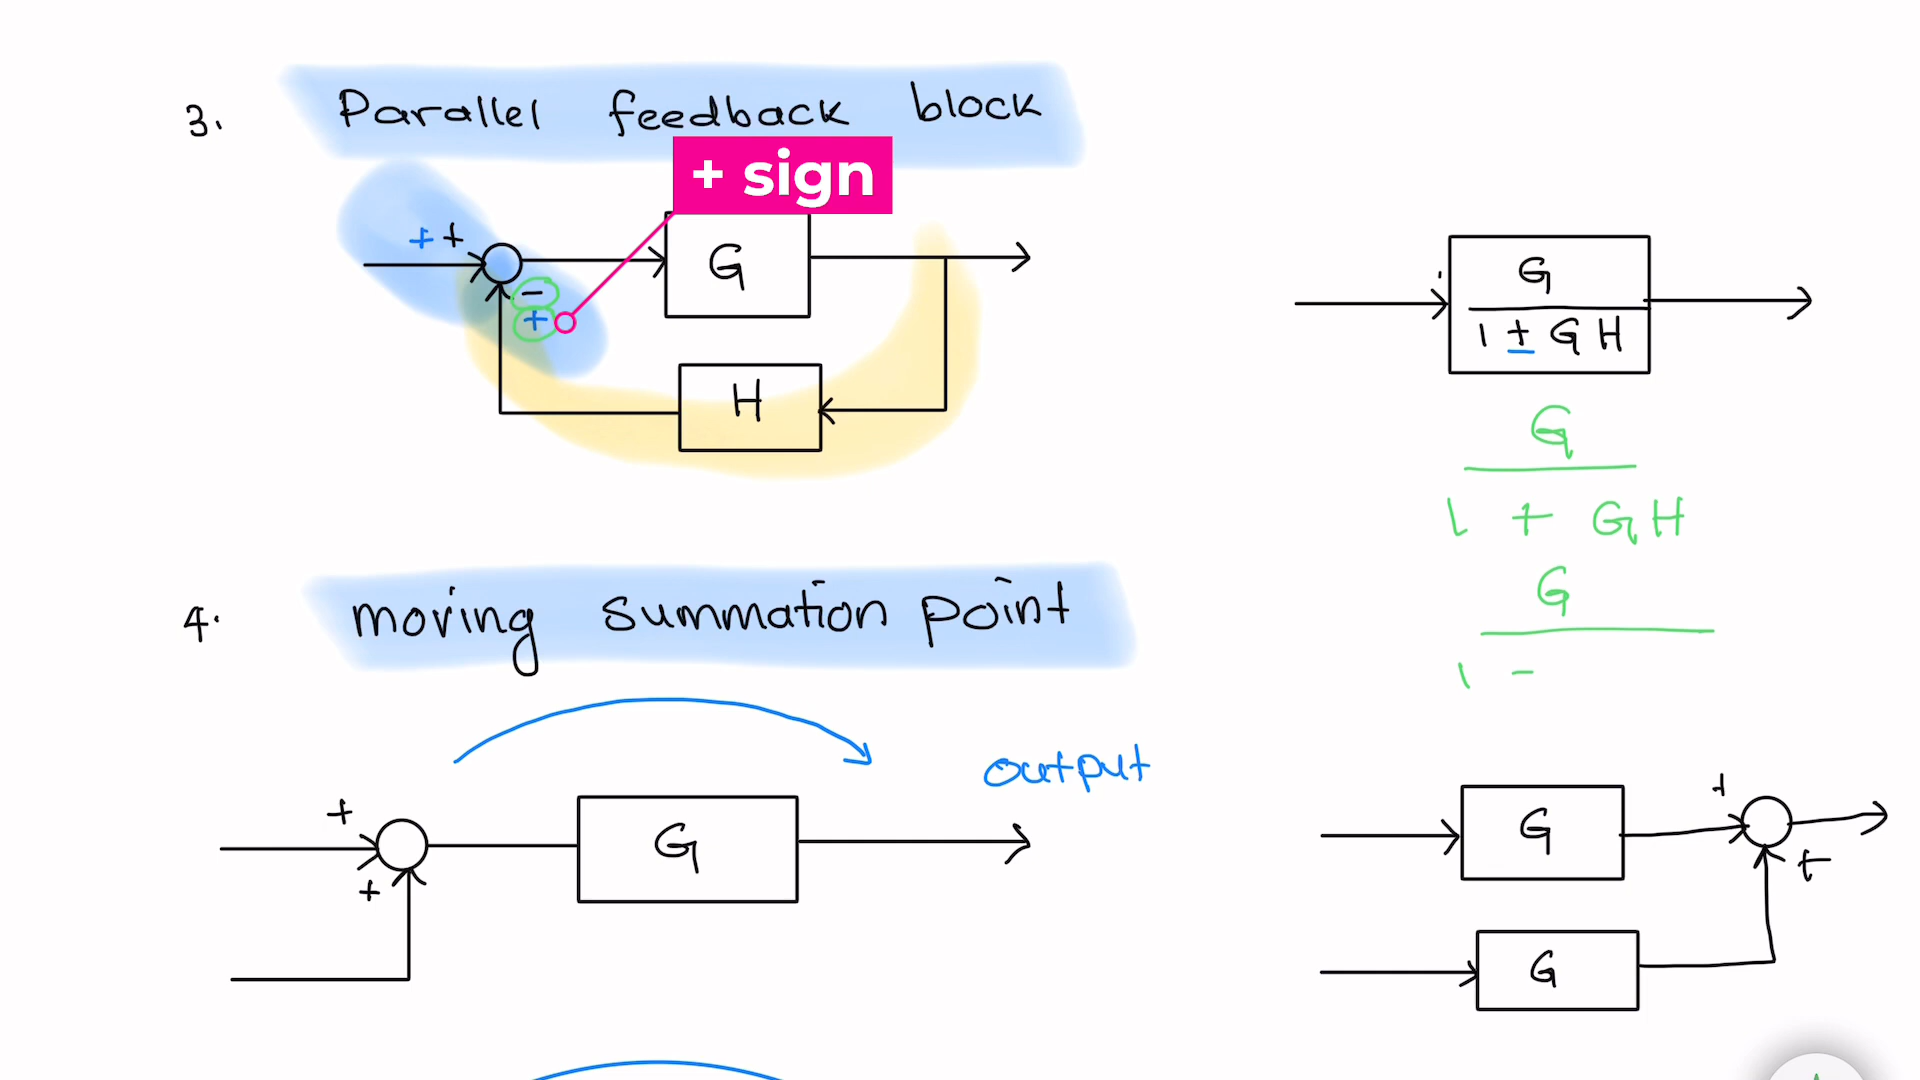 3. Parallel feedback block
+ sign
+ +
G
-
+
H
G
1 ± G H
G
1 + G H
G
1 -
4. moving summation point
output
+
G
+
G
+
+
G